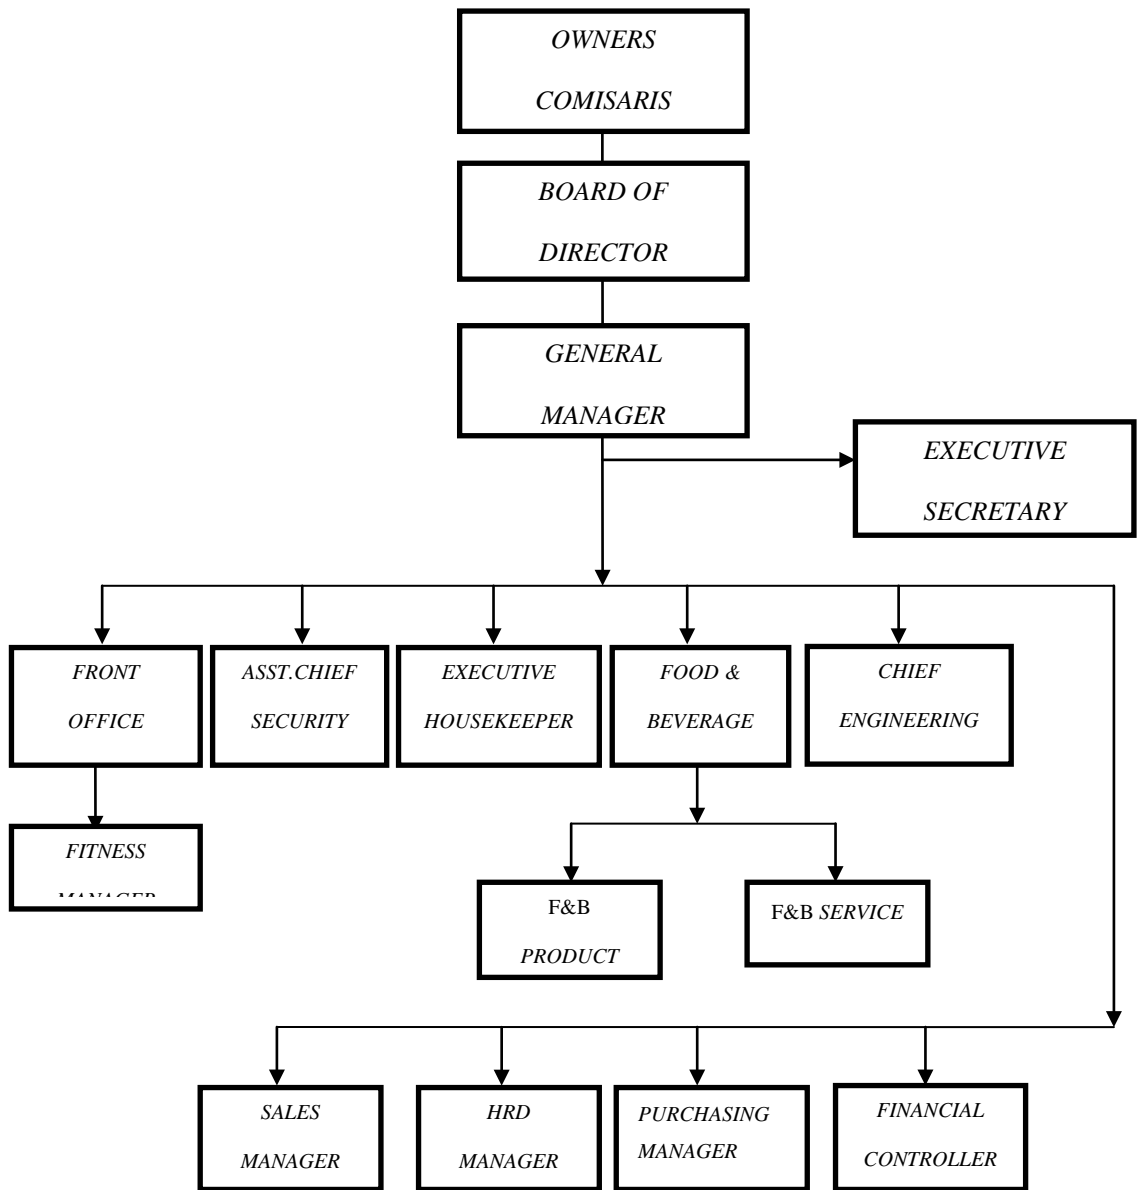 OWNERS
COMISARIS
BOARD OF
DIRECTOR
GENERAL
MANAGER
EXECUTIVE
SECRETARY
FRONT
OFFICE
ASST.CHIEF
SECURITY
EXECUTIVE
HOUSEKEEPER
FOOD &
BEVERAGE
CHIEF
ENGINEERING
FITNESS
MANAGER
F&B
PRODUCT
F&B SERVICE
SALES
MANAGER
HRD
MANAGER
PURCHASING
MANAGER
FINANCIAL
CONTROLLER